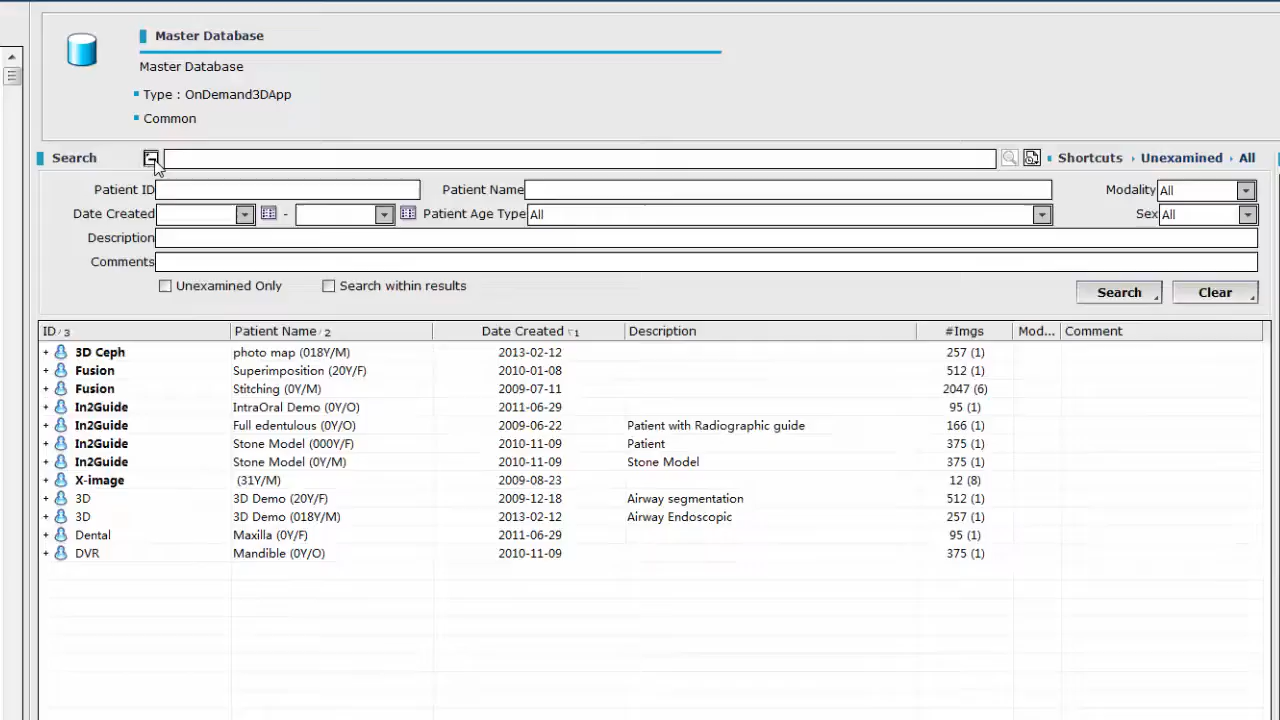 Master Database
Master Database
Type : OnDemand3DApp
Common
Search Shortcuts Unexamined All
Patient ID Patient Name Modality All
Date Created - Patient Age Type All Sex All
Description
Comments
Unexamined Only Search within results Search Clear
ID / 3 Patient Name / 2 Date Created 1 Description #Imgs Mod... Comment
+ 3D Ceph photo map (018Y/M) 2013-02-12 257 (1)
+ Fusion Superimposition (20Y/F) 2010-01-08 512 (1)
+ Fusion Stitching (0Y/M) 2009-07-11 2047 (6)
+ In2Guide IntraOral Demo (0Y/O) 2011-06-29 95 (1)
+ In2Guide Full edentulous (0Y/O) 2009-06-22 Patient with Radiographic guide 166 (1)
+ In2Guide Stone Model (000Y/F) 2010-11-09 Patient 375 (1)
+ In2Guide Stone Model (0Y/M) 2010-11-09 Stone Model 375 (1)
+ X-image (31Y/M) 2009-08-23 12 (8)
+ 3D 3D Demo (20Y/F) 2009-12-18 Airway segmentation 512 (1)
+ 3D 3D Demo (018Y/M) 2013-02-12 Airway Endoscopic 257 (1)
+ Dental Maxilla (0Y/F) 2011-06-29 95 (1)
+ DVR Mandible (0Y/O) 2010-11-09 375 (1)